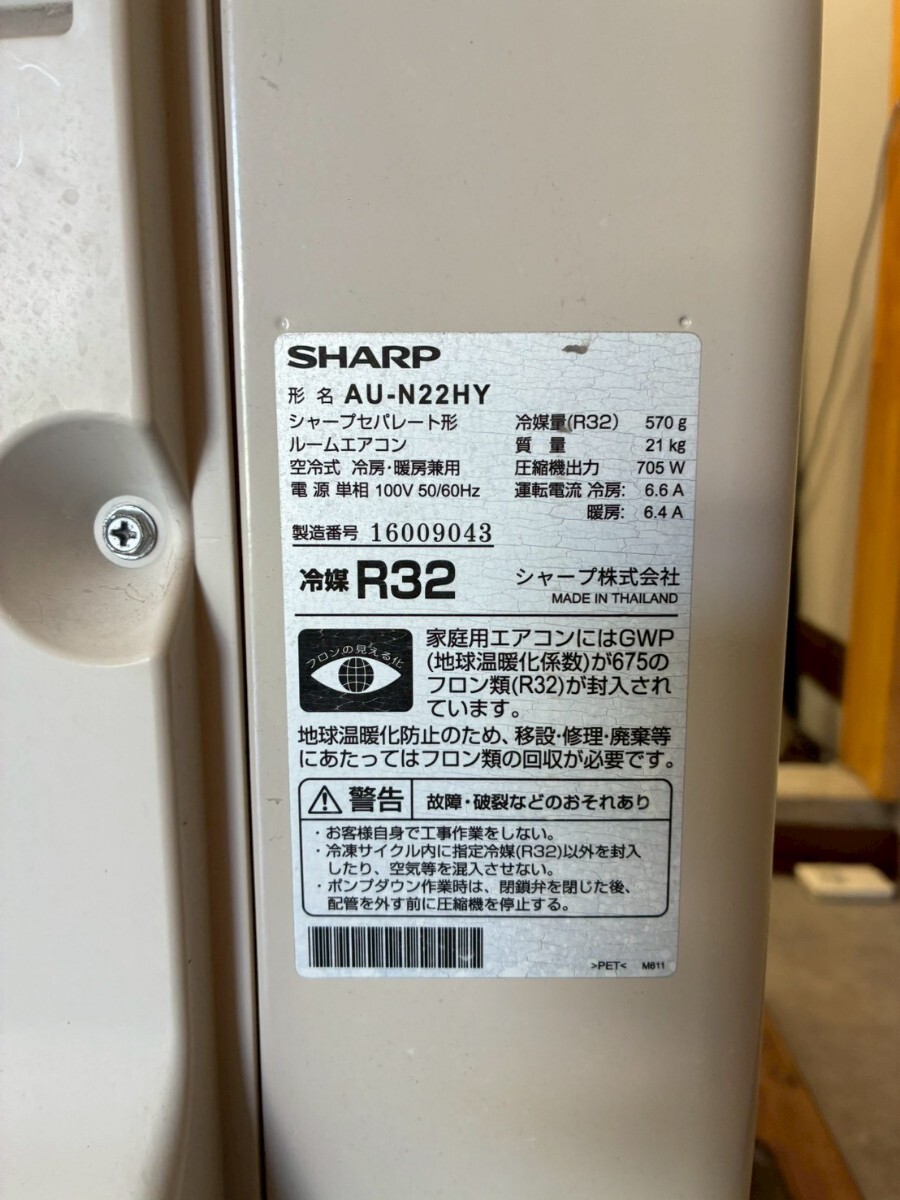 SHARP
形名 AU-N22HY
シャープセパレート形
ルームエアコン
空冷式 冷房・暖房兼用
電源 単相 100V 50/60Hz
冷媒量(R32) 570 g
質量 21 kg
圧縮機出力 705 W
運転電流 冷房: 6.6 A
暖房: 6.4 A
製造番号 16009043
冷媒 R32
シャープ株式会社
MADE IN THAILAND
フロンの見える化
家庭用エアコンにはGWP
(地球温暖化係数)が675の
フロン類(R32)が封入され
ています。
地球温暖化防止のため、移設・修理・廃棄等
にあたってはフロン類の回収が必要です。
警告 故障・破裂などのおそれあり
・お客様自身で工事作業をしない。
・冷凍サイクル内に指定冷媒(R32)以外を封入
したり、空気等を混入させない。
・ポンプダウン作業時は、閉鎖弁を閉じた後、
配管を外す前に圧縮機を停止する。
>PET< M611